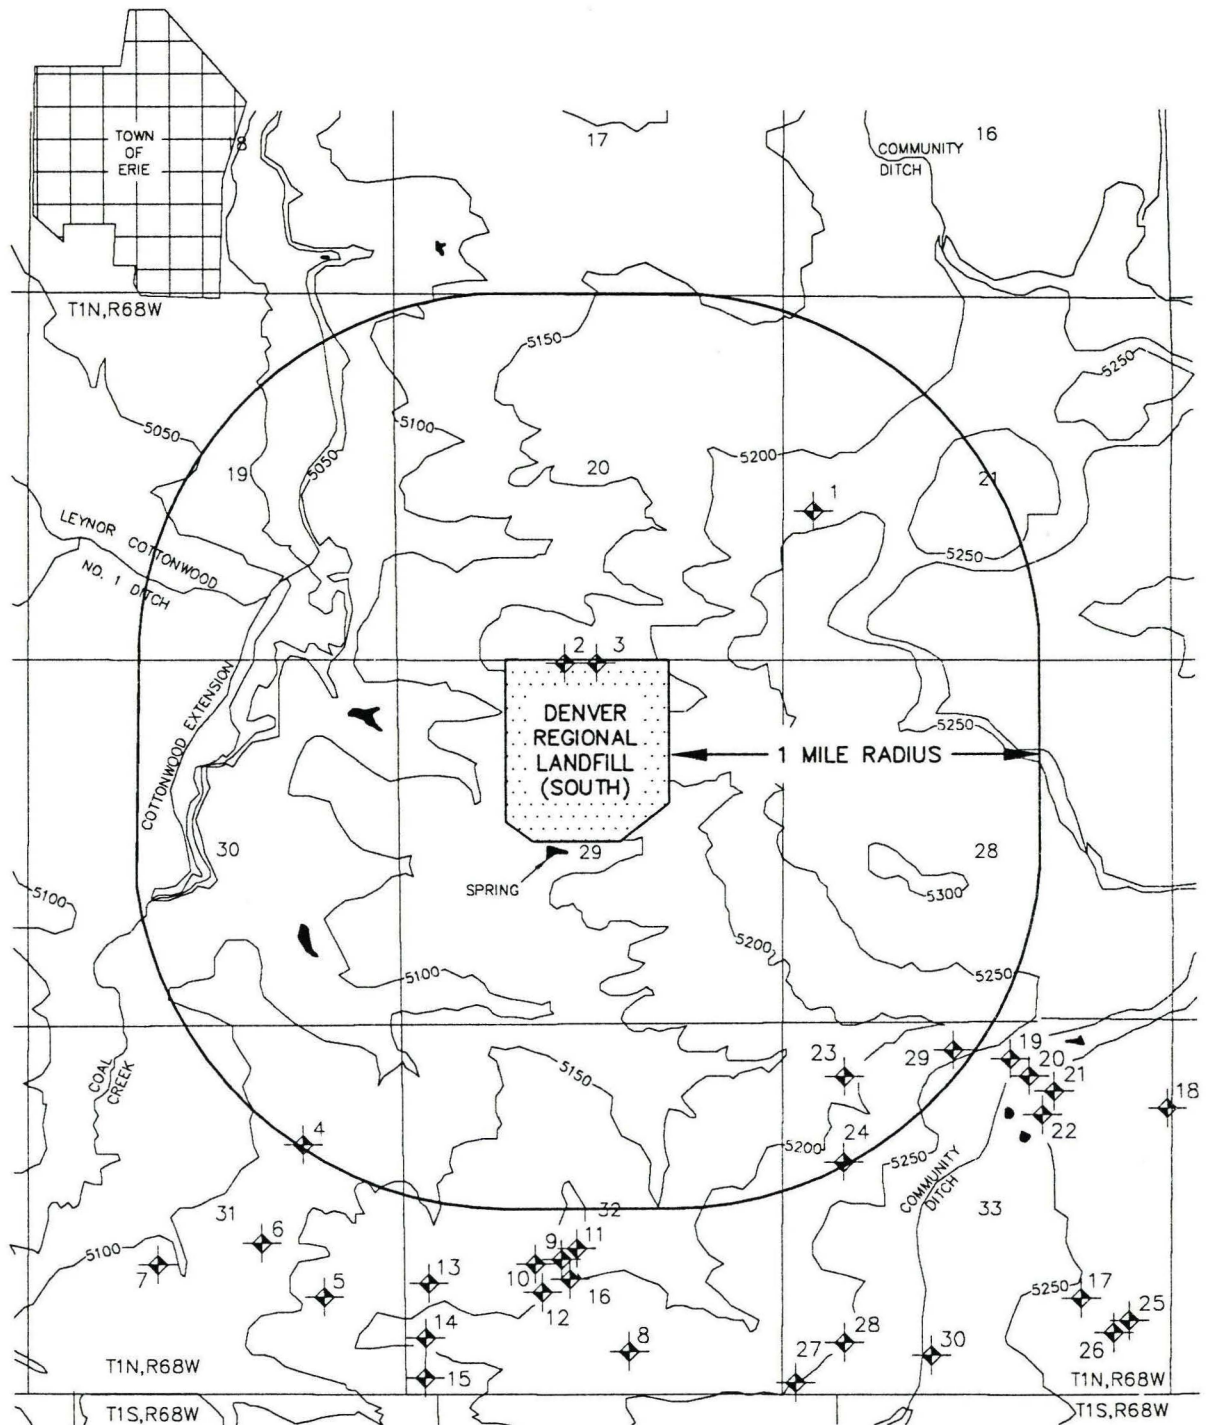 TOWN
OF
ERIE
18
17
16
COMMUNITY
DITCH
T1N,R68W
5150
5250
5050
5100
5200
19
5050
20
21
1
LEYNOR COTTONWOOD
NO. 1 DITCH
5250
2
3
COTTONWOOD EXTENSION
DENVER
REGIONAL
LANDFILL
(SOUTH)
1 MILE RADIUS
5250
30
29
28
SPRING
5100
5300
5200
5100
5250
COAL
CREEK
5150
23
29
19
20
21
18
22
4
24
5200
5250
COMMUNITY
DITCH
31
32
33
6
7
5100
5
13
9
11
10
12
16
14
15
8
27
28
30
5250
17
25
26
T1N,R68W
T1N,R68W
T1S,R68W
T1S,R68W